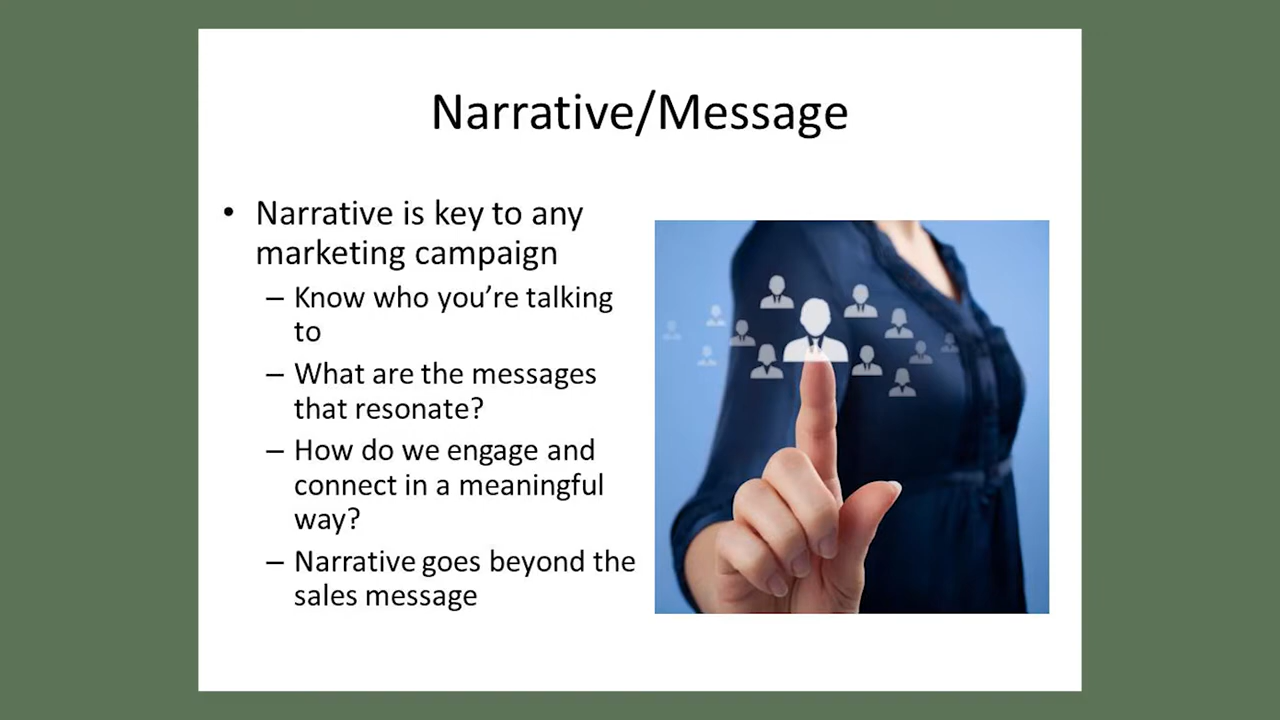 Narrative/Message
• Narrative is key to any
marketing campaign
– Know who you’re talking
to
– What are the messages
that resonate?
– How do we engage and
connect in a meaningful
way?
– Narrative goes beyond the
sales message